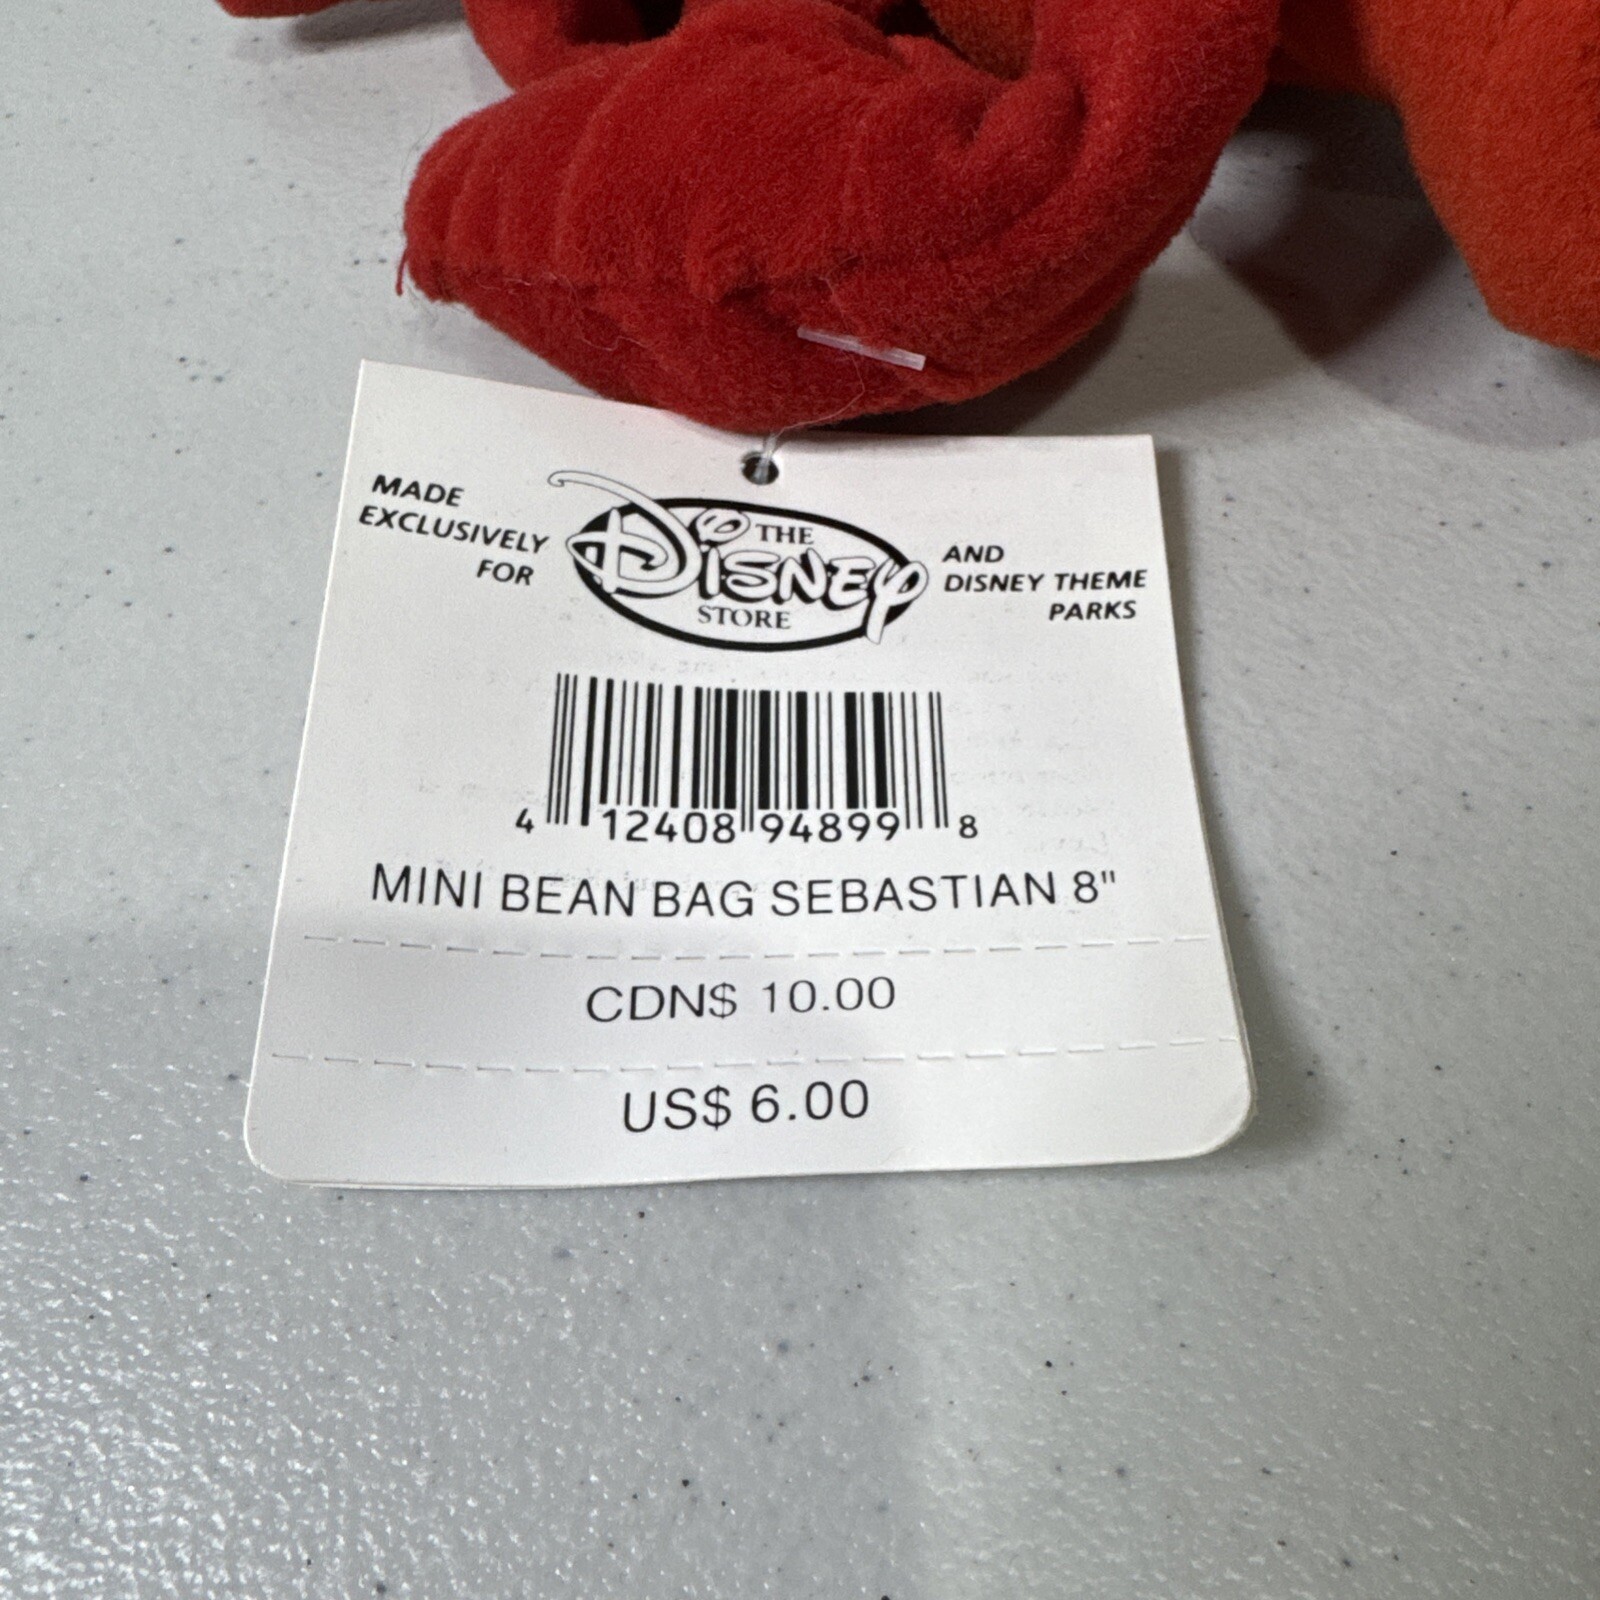 MADE
EXCLUSIVELY
FOR
THE
DISNEY
STORE
AND
DISNEY THEME
PARKS
4 12408 94899 8
MINI BEAN BAG SEBASTIAN 8"
CDN$ 10.00
US$ 6.00